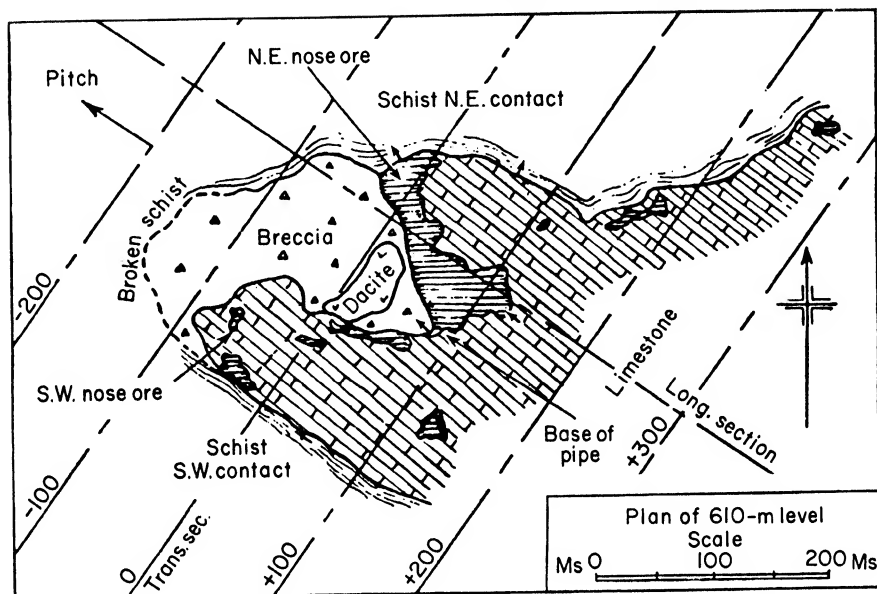 N.E. nose ore
Pitch
Schist N.E. contact
Broken schist
Breccia
Dacite
-200
S.W. nose ore
Limestone
Schist
S.W. contact
Base of
pipe
Long. section
-100
0
Trans. sec.
+100
+200
+300
Plan of 610-m level
Scale
Ms 0 100 200 Ms